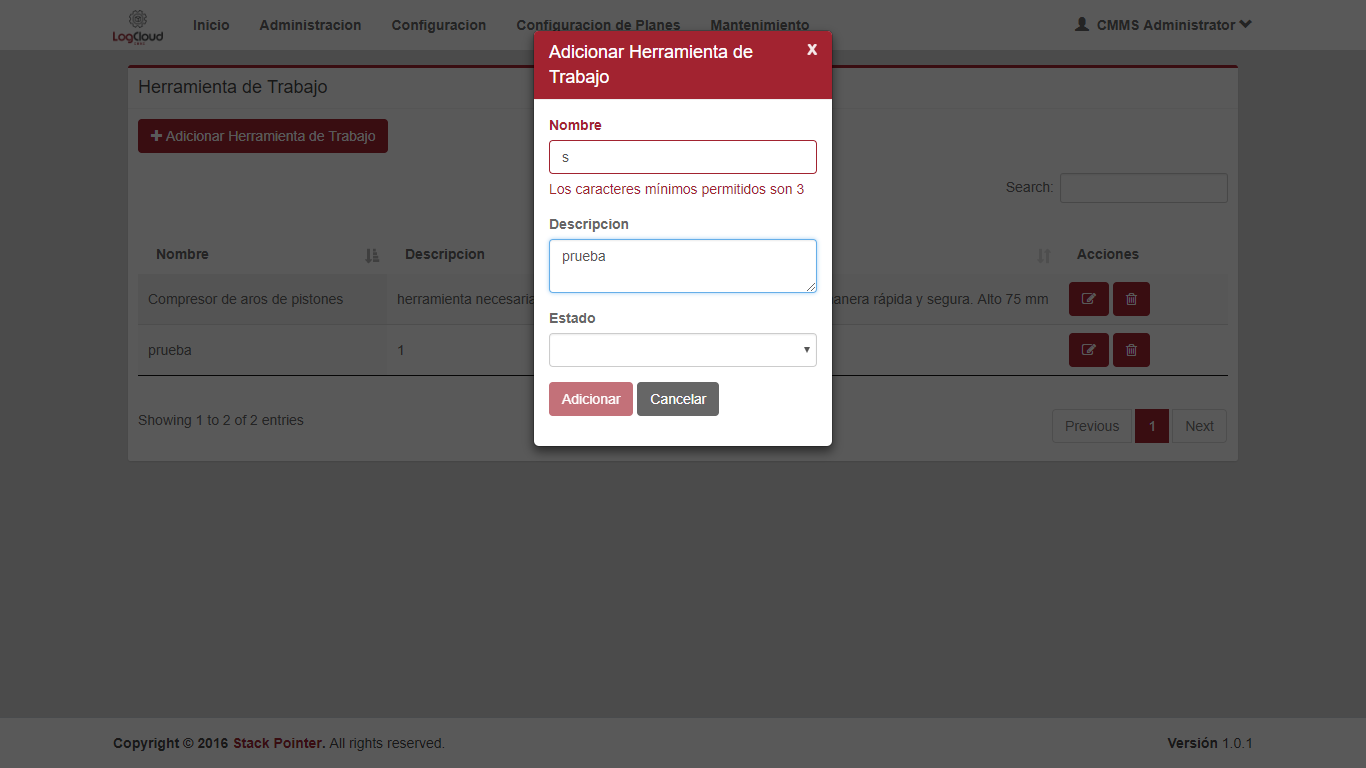 LogCloud
Inicio Administracion Configuracion Configuracion de Planes Mantenimiento CMMS Administrator
Herramienta de Trabajo
Adicionar Herramienta de Trabajo
Search:
Nombre Descripcion Acciones
Compresor de aros de pistones herramienta necesaria anera rápida y segura. Alto 75 mm
prueba 1
Showing 1 to 2 of 2 entries
Previous 1 Next
Adicionar Herramienta de
Trabajo
x
Nombre
s
Los caracteres mínimos permitidos son 3
Descripcion
prueba
Estado
Adicionar Cancelar
Copyright © 2016 Stack Pointer. All rights reserved. Versión 1.0.1